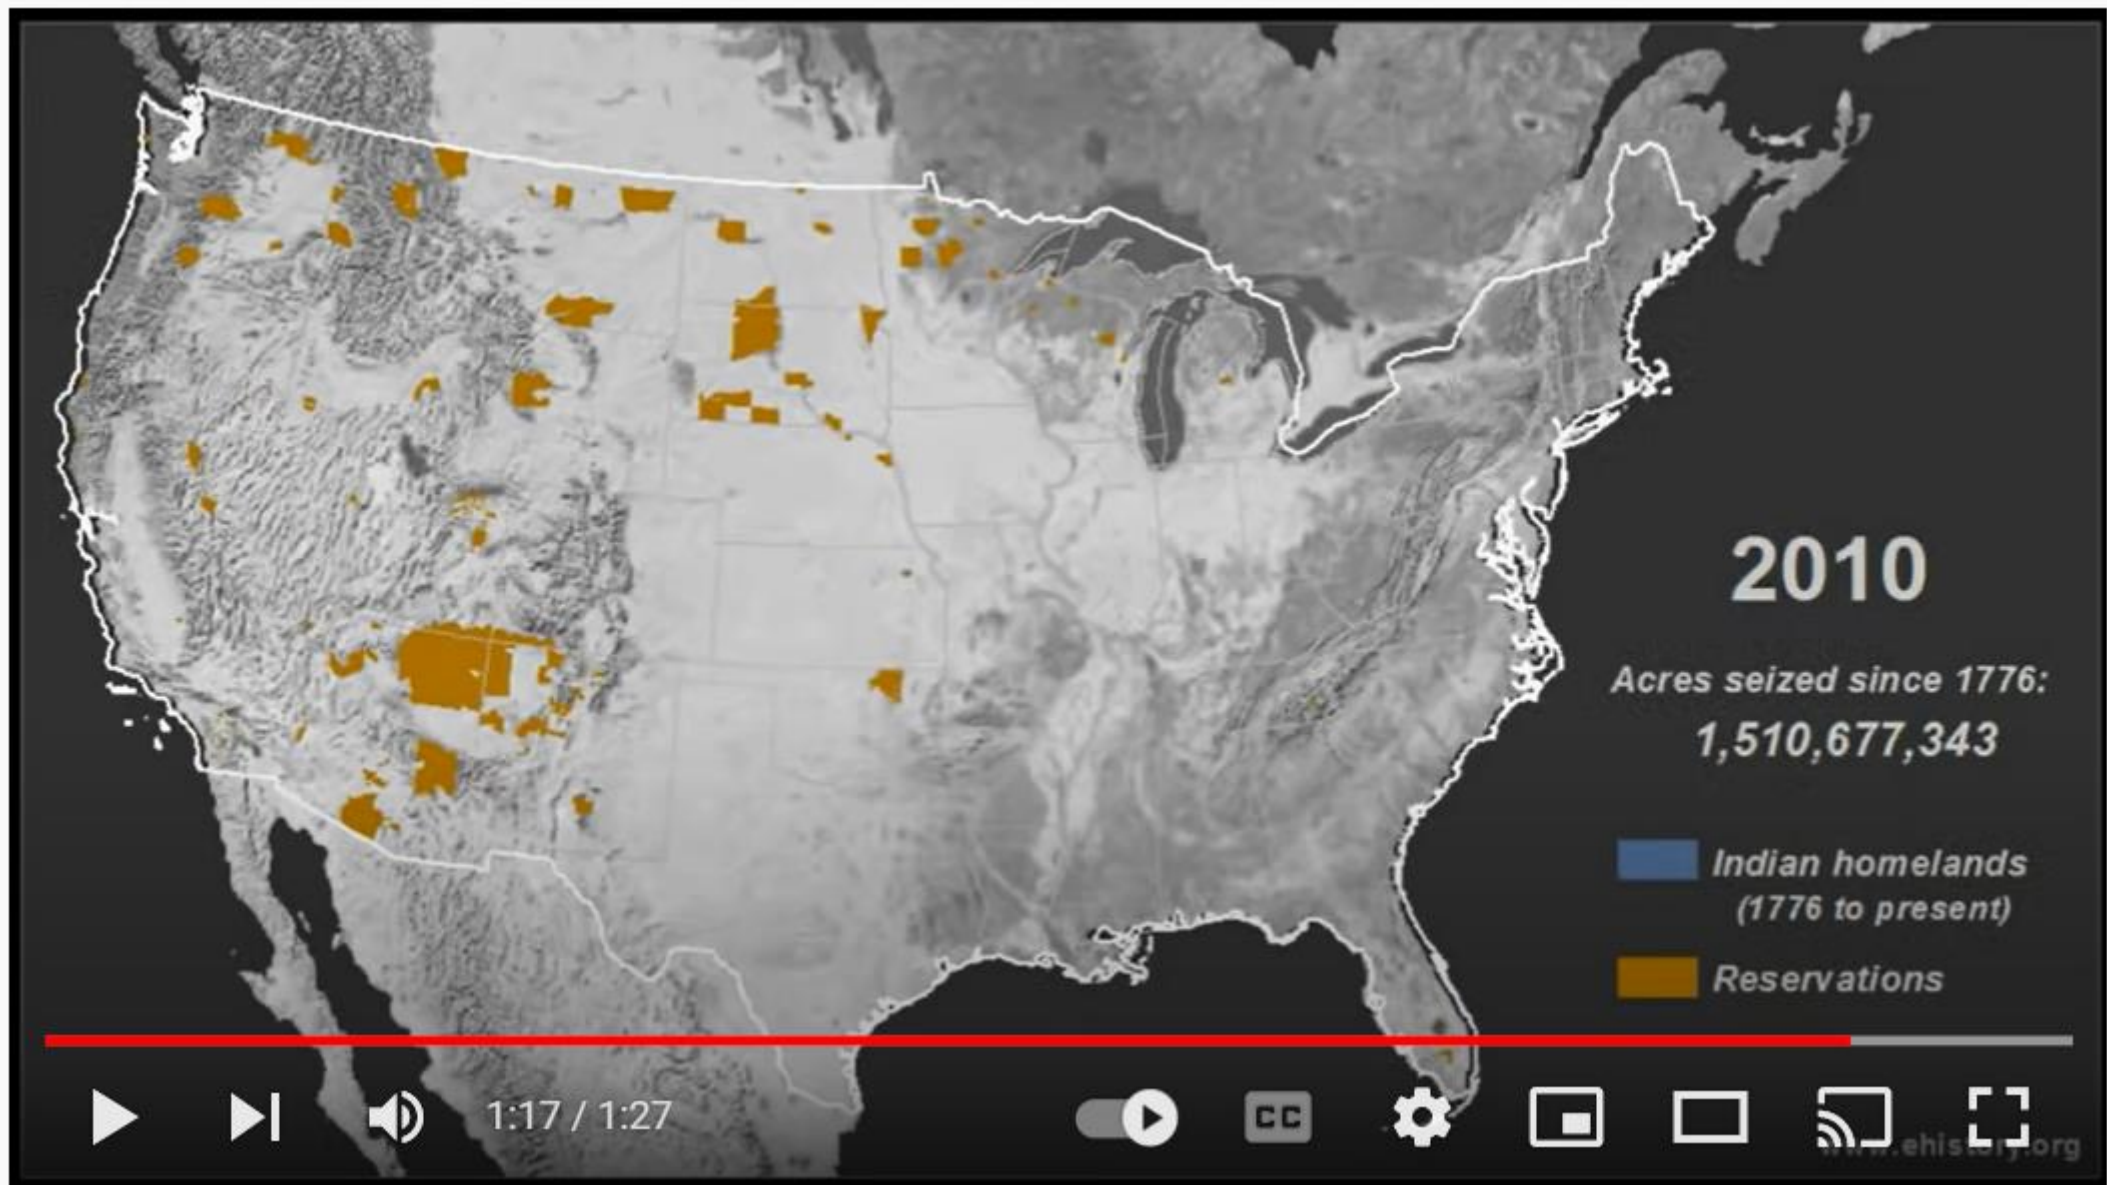 2010
Acres seized since 1776:
1,510,677,343
Indian homelands
(1776 to present)
Reservations
1:17 / 1:27
CC
www.ehistory.org